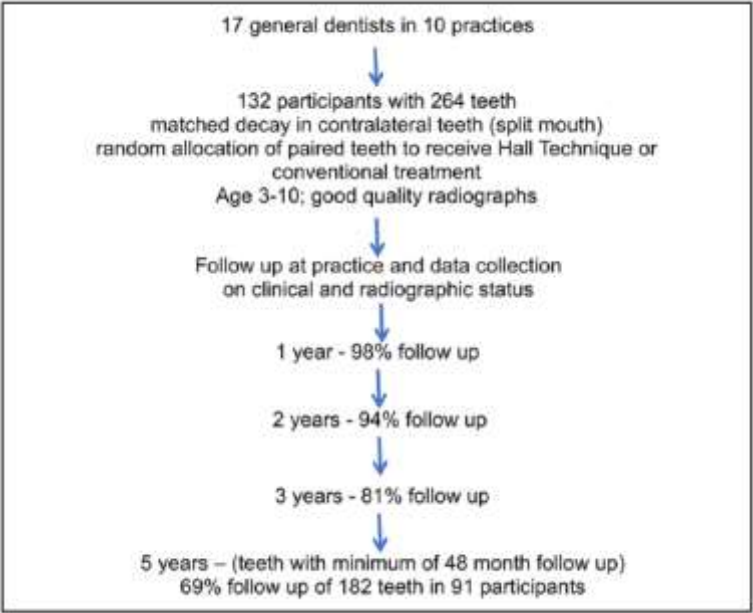 17 general dentists in 10 practices
132 participants with 264 teeth
matched decay in contralateral teeth (split mouth)
random allocation of paired teeth to receive Hall Technique or
conventional treatment
Age 3-10; good quality radiographs
Follow up at practice and data collection
on clinical and radiographic status
1 year - 98% follow up
2 years - 94% follow up
3 years - 81% follow up
5 years – (teeth with minimum of 48 month follow up)
69% follow up of 182 teeth in 91 participants